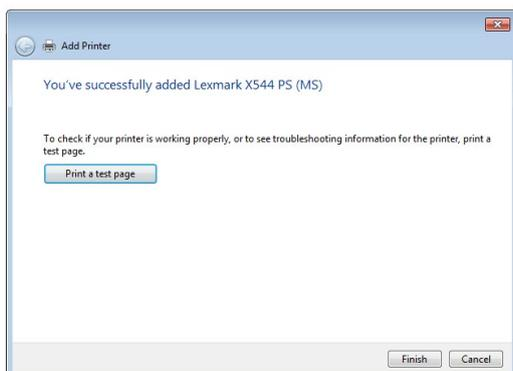 Add Printer
You've successfully added Lexmark X544 PS (MS)
To check if your printer is working properly, or to see troubleshooting information for the printer, print a
test page.
Print a test page
Finish
Cancel